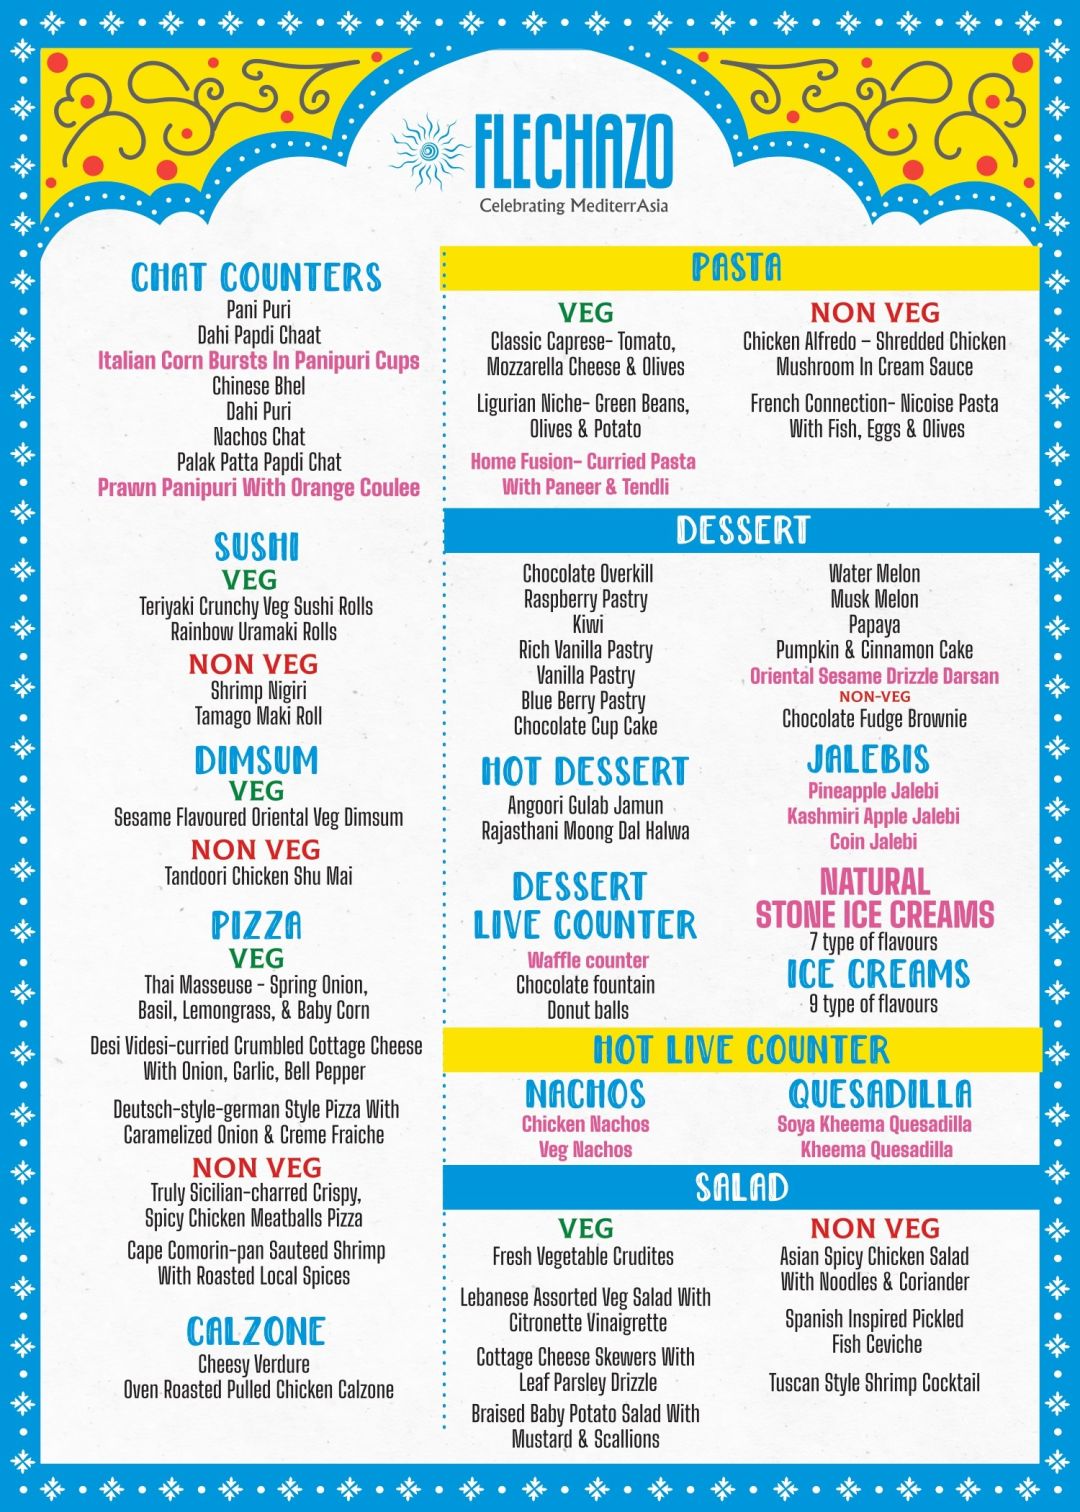 FLECHAZO
Celebrating MediterrAsia
CHAT COUNTERS
Pani Puri
Dahi Papdi Chaat
Italian Corn Bursts In Panipuri Cups
Chinese Bhel
Dahi Puri
Nachos Chat
Palak Patta Papdi Chat
Prawn Panipuri With Orange Coulee
SUSHI
VEG
Teriyaki Crunchy Veg Sushi Rolls
Rainbow Uramaki Rolls
NON VEG
Shrimp Nigiri
Tamago Maki Roll
DIMSUM
VEG
Sesame Flavoured Oriental Veg Dimsum
NON VEG
Tandoori Chicken Shu Mai
PIZZA
VEG
Thai Masseuse - Spring Onion,
Basil, Lemongrass, & Baby Corn
Desi Videsi-curried Crumbled Cottage Cheese
With Onion, Garlic, Bell Pepper
Deutsch-style-german Style Pizza With
Caramelized Onion & Creme Fraiche
NON VEG
Truly Sicilian-charred Crispy,
Spicy Chicken Meatballs Pizza
Cape Comorin-pan Sauteed Shrimp
With Roasted Local Spices
CALZONE
Cheesy Verdure
Oven Roasted Pulled Chicken Calzone
PASTA
VEG
Classic Caprese- Tomato,
Mozzarella Cheese & Olives
Ligurian Niche- Green Beans,
Olives & Potato
Home Fusion- Curried Pasta
With Paneer & Tendli
NON VEG
Chicken Alfredo – Shredded Chicken
Mushroom In Cream Sauce
French Connection- Nicoise Pasta
With Fish, Eggs & Olives
DESSERT
Chocolate Overkill
Raspberry Pastry
Kiwi
Rich Vanilla Pastry
Vanilla Pastry
Blue Berry Pastry
Chocolate Cup Cake
Water Melon
Musk Melon
Papaya
Pumpkin & Cinnamon Cake
Oriental Sesame Drizzle Darsan
NON-VEG
Chocolate Fudge Brownie
HOT DESSERT
Angoori Gulab Jamun
Rajasthani Moong Dal Halwa
DESSERT
LIVE COUNTER
Waffle counter
Chocolate fountain
Donut balls
JALEBIS
Pineapple Jalebi
Kashmiri Apple Jalebi
Coin Jalebi
NATURAL
STONE ICE CREAMS
7 type of flavours
ICE CREAMS
9 type of flavours
HOT LIVE COUNTER
NACHOS
Chicken Nachos
Veg Nachos
QUESADILLA
Soya Kheema Quesadilla
Kheema Quesadilla
SALAD
VEG
Fresh Vegetable Crudites
Lebanese Assorted Veg Salad With
Citronette Vinaigrette
Cottage Cheese Skewers With
Leaf Parsley Drizzle
Braised Baby Potato Salad With
Mustard & Scallions
NON VEG
Asian Spicy Chicken Salad
With Noodles & Coriander
Spanish Inspired Pickled
Fish Ceviche
Tuscan Style Shrimp Cocktail